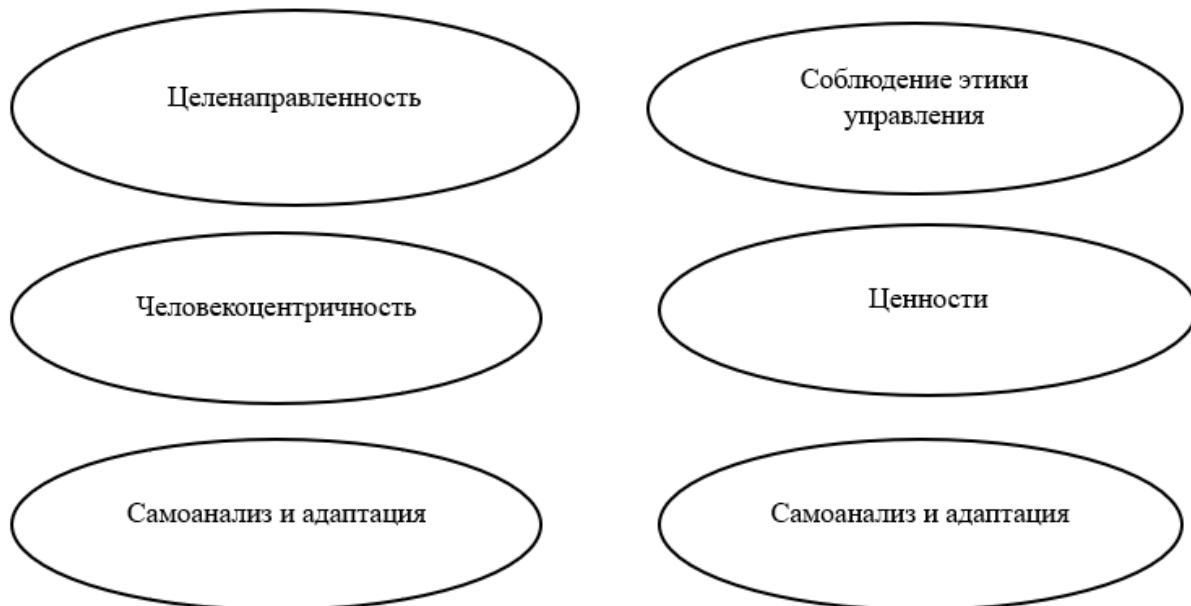 Целенаправленность
Соблюдение этики
управления
Человекоцентричность
Ценности
Самоанализ и адаптация
Самоанализ и адаптация